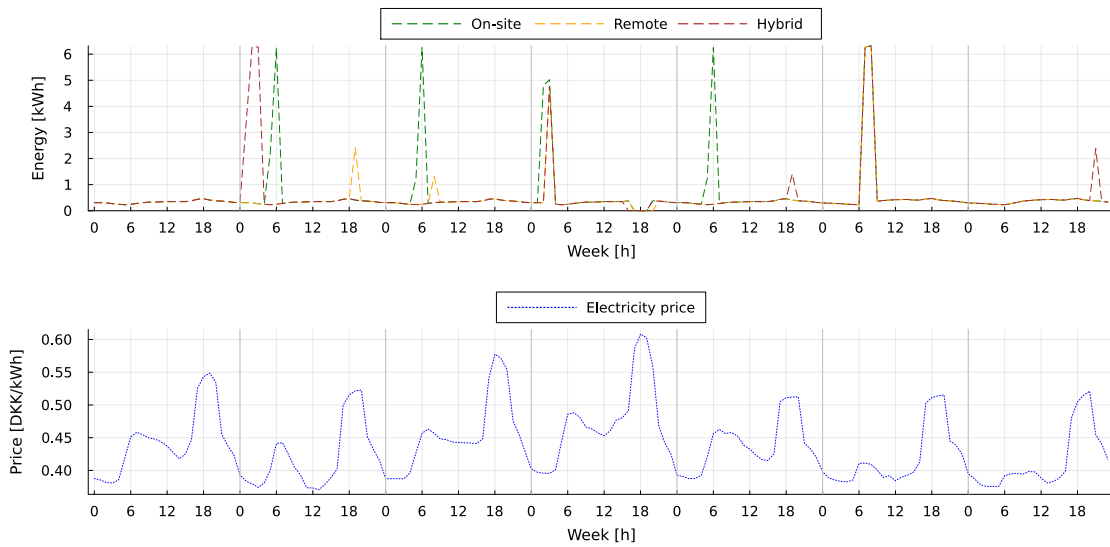 On-site Remote Hybrid
Energy [kWh]
6
5
4
3
2
1
0
0 6 12 18 0 6 12 18 0 6 12 18 0 6 12 18 0 6 12 18 0 6 12 18 0 6 12 18
Week [h]
Electricity price
Price [DKK/kWh]
0.60
0.55
0.50
0.45
0.40
0 6 12 18 0 6 12 18 0 6 12 18 0 6 12 18 0 6 12 18 0 6 12 18 0 6 12 18
Week [h]